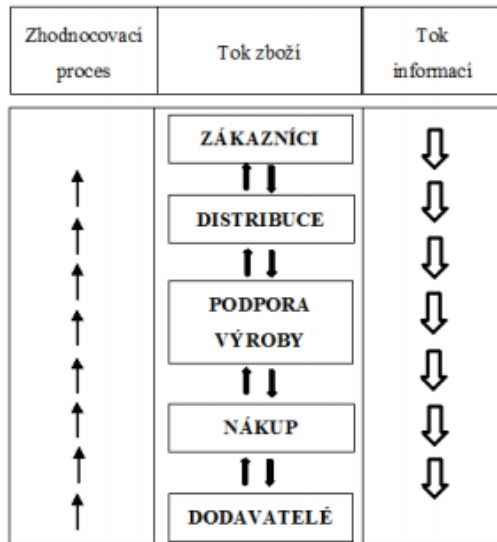 Zhodnocovací
proces
Tok zboží
Tok
informací
ZÁKAZNÍCI
DISTRIBUCE
PODPORA
VÝROBY
NÁKUP
DODAVATELÉ